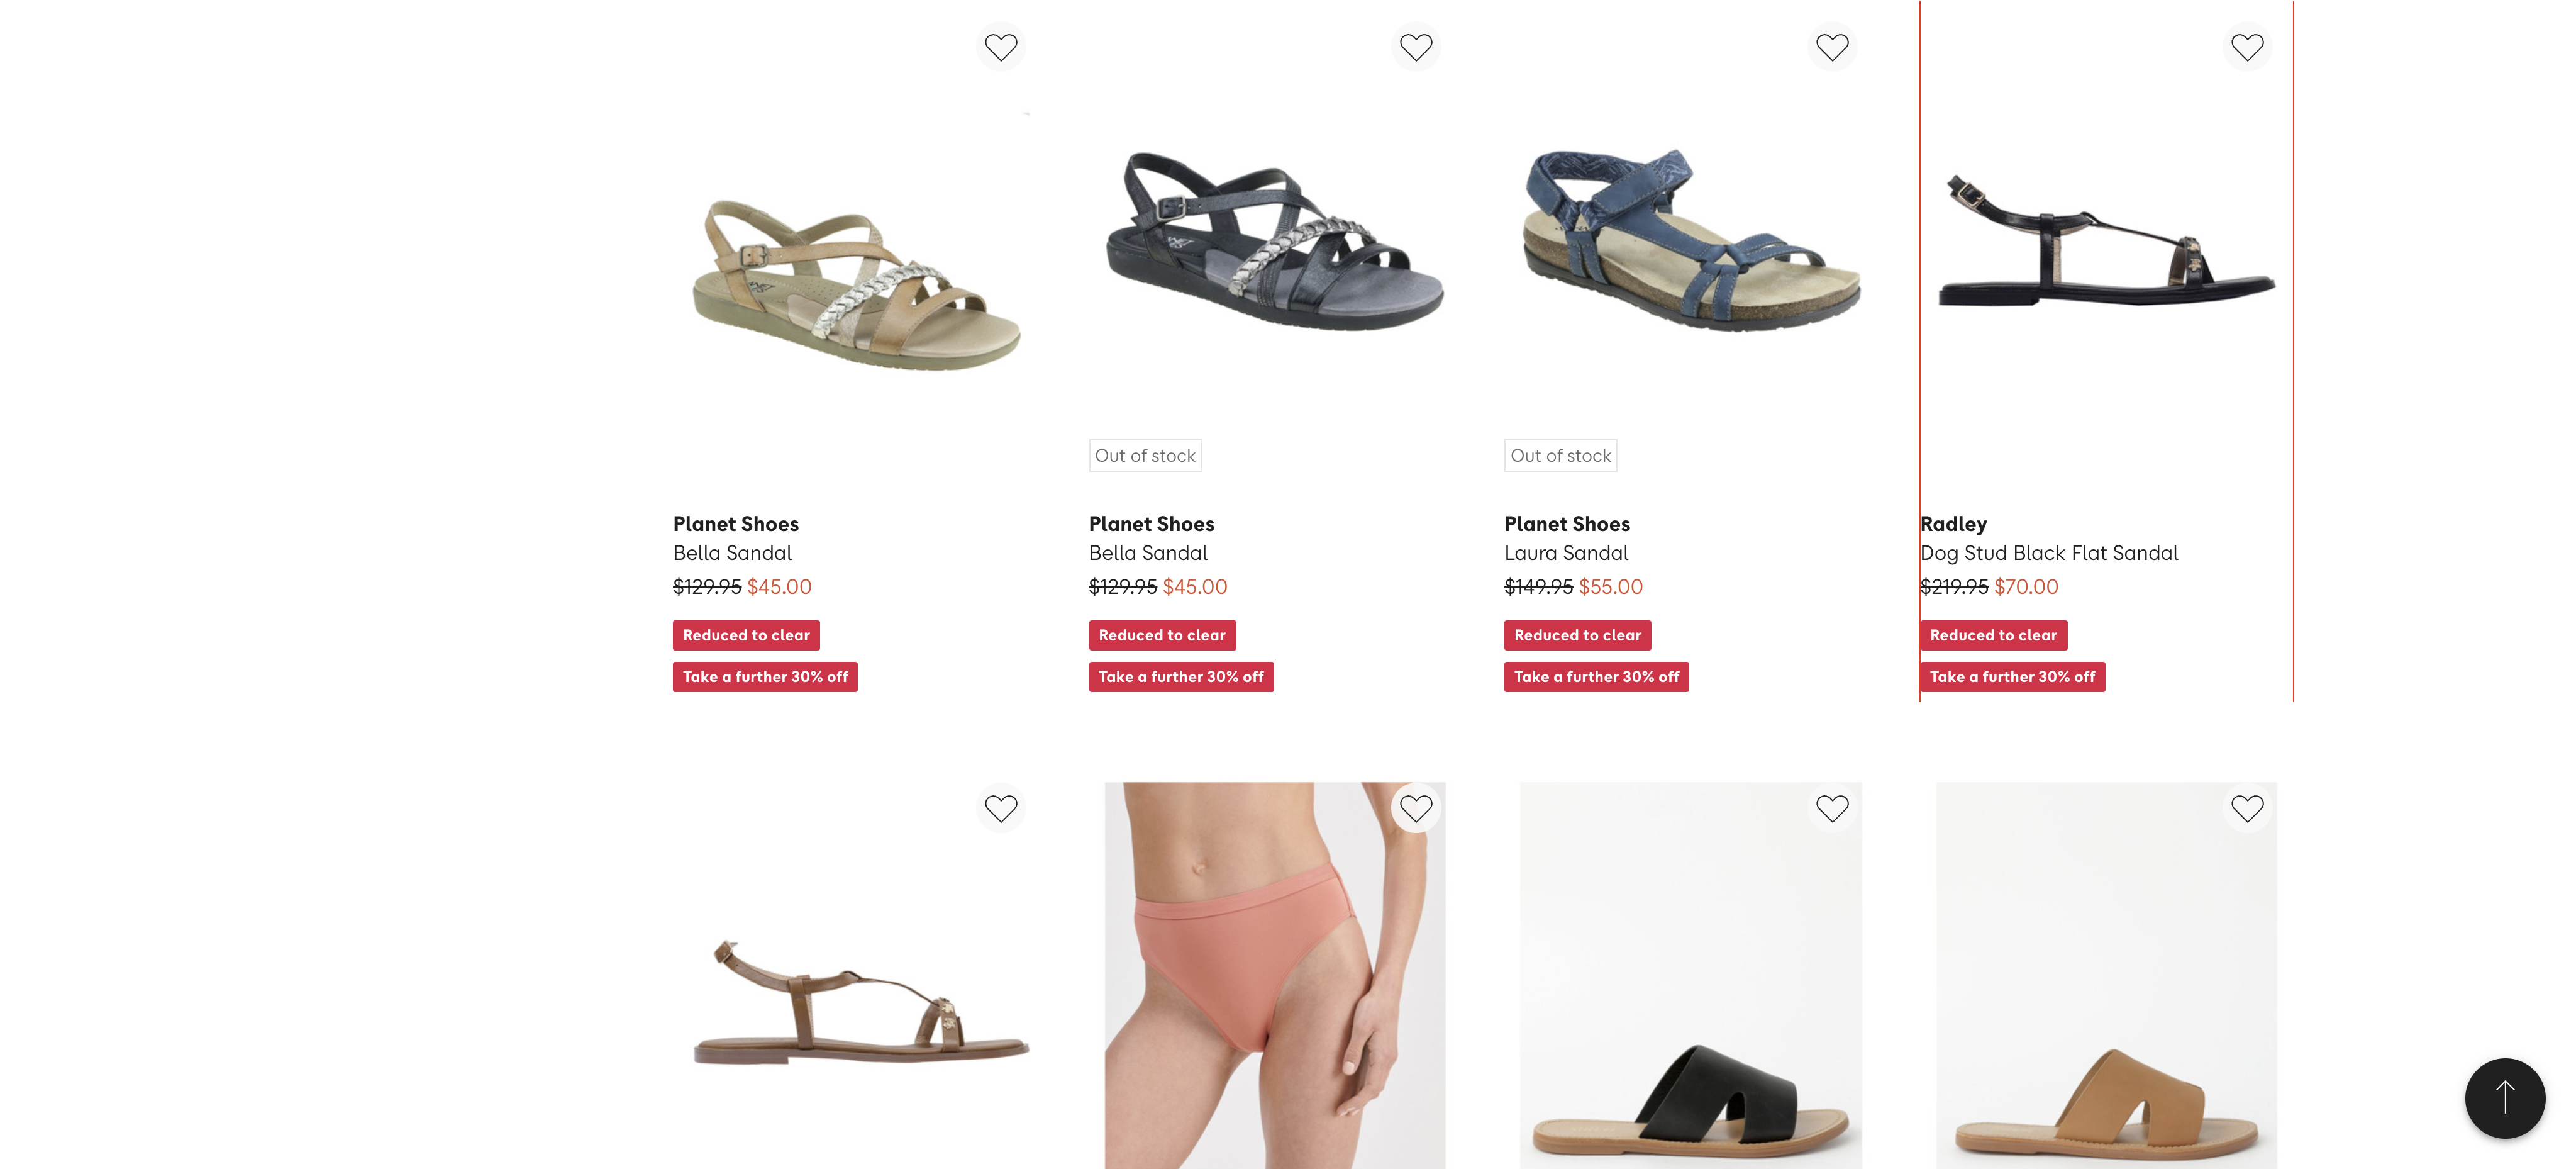 Out of stock
Out of stock
Planet Shoes
Bella Sandal
$129.95 $45.00
Reduced to clear
Take a further 30% off
Planet Shoes
Bella Sandal
$129.95 $45.00
Reduced to clear
Take a further 30% off
Planet Shoes
Laura Sandal
$149.95 $55.00
Reduced to clear
Take a further 30% off
Radley
Dog Stud Black Flat Sandal
$219.95 $70.00
Reduced to clear
Take a further 30% off